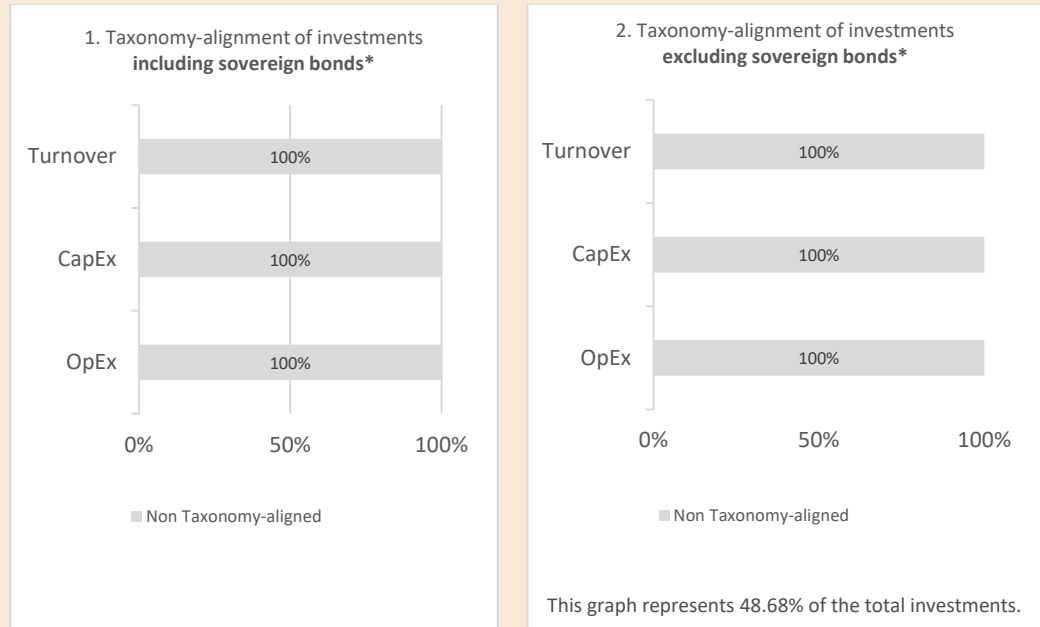 1. Taxonomy-alignment of investments
including sovereign bonds*
Turnover
100%
CapEx
100%
OpEx
100%
0%
50%
100%
Non Taxonomy-aligned
2. Taxonomy-alignment of investments
excluding sovereign bonds*
Turnover
100%
CapEx
100%
OpEx
100%
0%
50%
100%
Non Taxonomy-aligned
This graph represents 48.68% of the total investments.